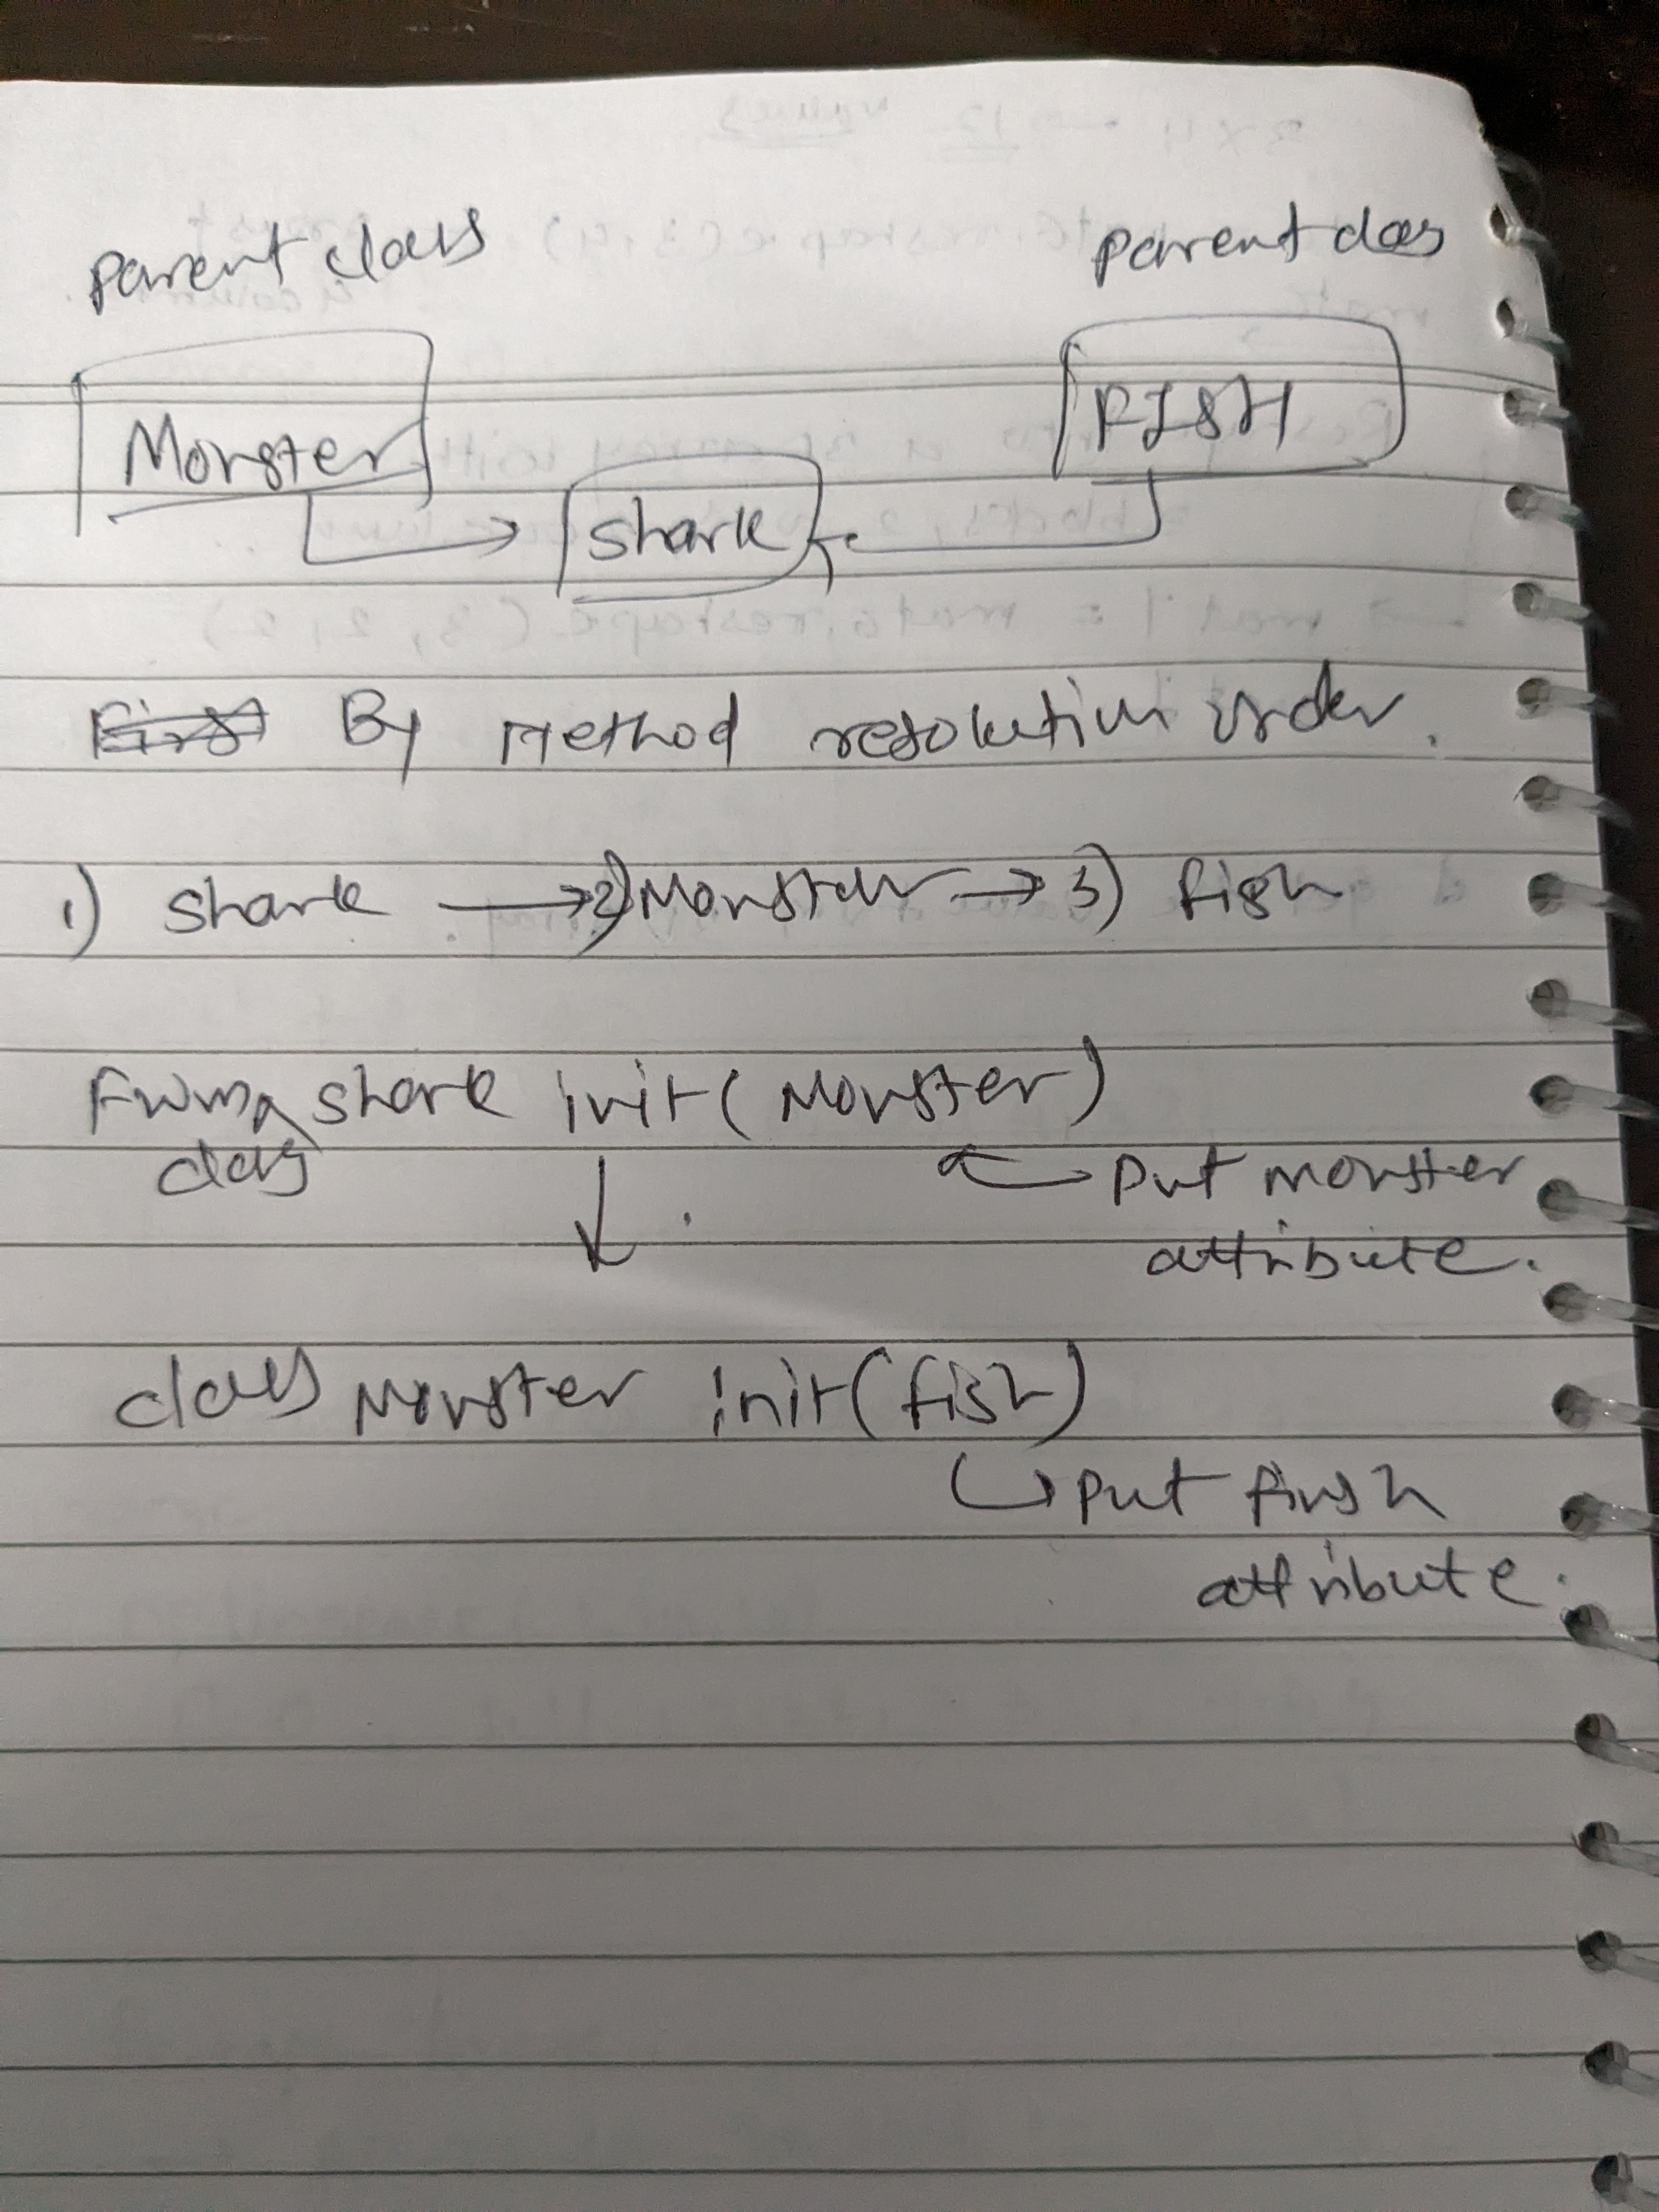 parent class parent class
Monster FISH
shark
First By Method resolution order.
1) shark → 2) Monster → 3) fish
From shark init(Monster)
class
← put monster
attribute.
class Monster init(fish)
↳ put fish
attribute.